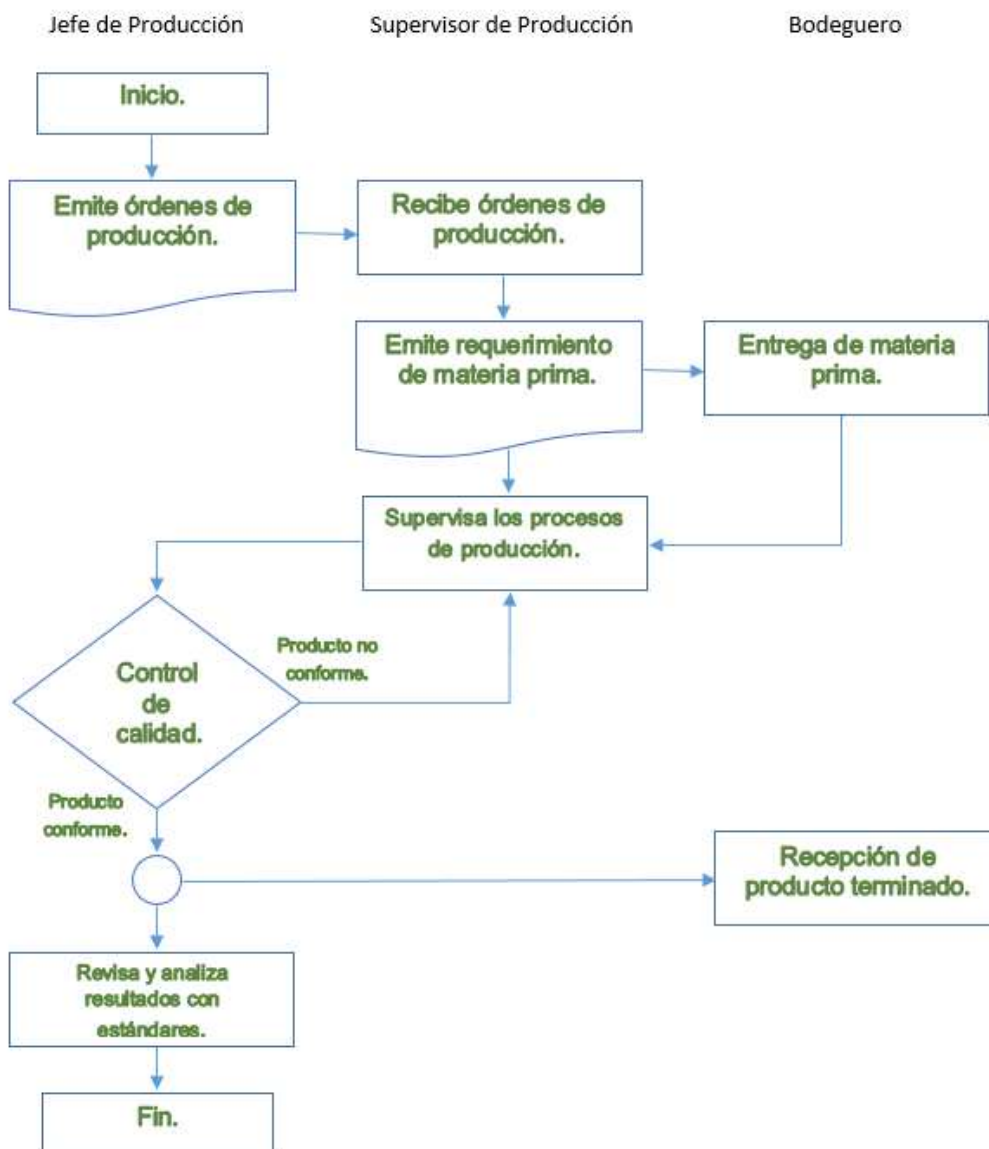 Jefe de Producción
Supervisor de Producción
Bodeguero
Inicio.
Emite órdenes de
producción.
Recibe órdenes de
producción.
Emite requerimiento
de materia prima.
Entrega de materia
prima.
Supervisa los procesos
de producción.
Control
de
calidad.
Producto no
conforme.
Producto
conforme.
Recepción de
producto terminado.
Revisa y analiza
resultados con
estándares.
Fin.